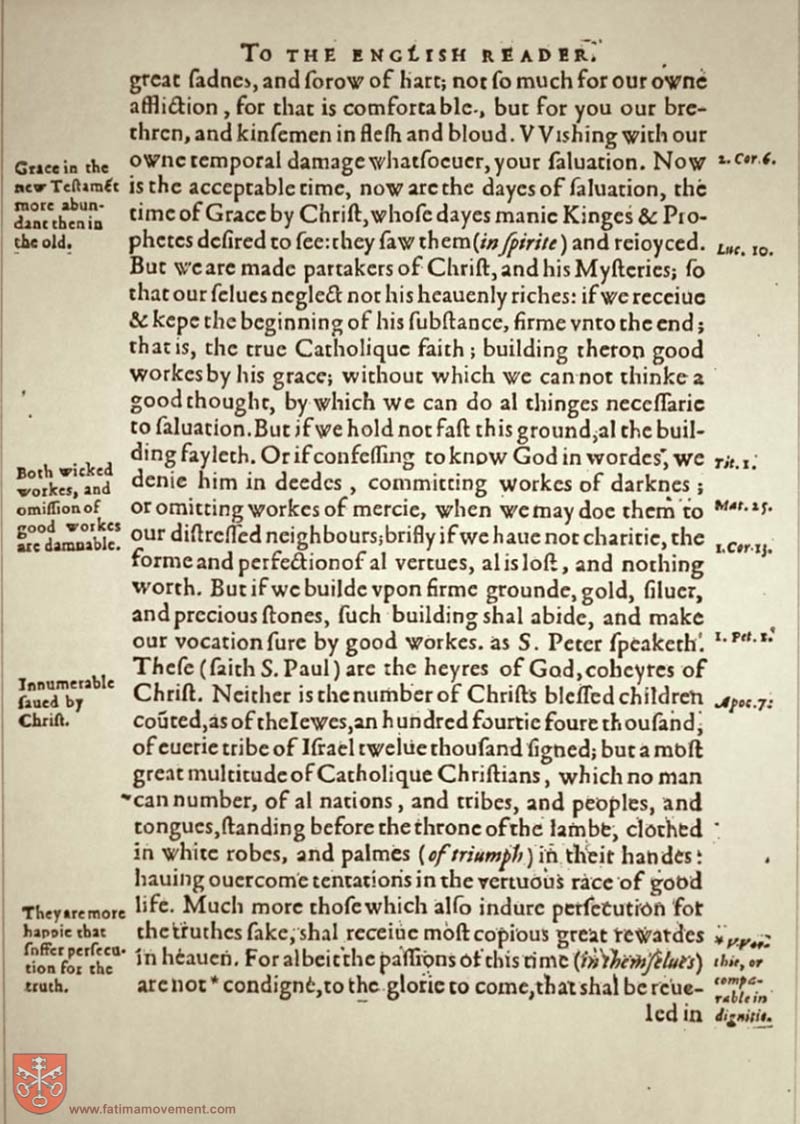 TO THE ENGLISH READER.
great ſadnes, and ſorow of hart; not ſo much for our owne
affliction, for that is comfortable, but for you our bre-
thren, and kinſemen in fleſh and bloud. VVishing with our
owne temporal damage whatſoeuer, your ſaluation. Now
is the acceptable time, now are the dayes of ſaluation, the
time of Grace by Chriſt, whoſe dayes manie Kinges & Pro-
phetes deſired to ſee: they ſaw them (in ſpirite) and reioyced.
But we are made partakers of Chriſt, and his Myſteries; ſo
that our ſelues neglect not his heauenly riches: if we receiue
& kepe the beginning of his ſubſtance, firme vnto the end;
that is, the true Catholique faith; building theron good
workes by his grace; without which we can not thinke a
good thought, by which we can do al thinges neceſſarie
to ſaluation. But if we hold not faſt this ground, al the buil-
ding fayleth. Or if confeſſing to know God in wordes, we
denie him in deedes, committing workes of darknes;
or omitting workes of mercie, when we may doe them to
our diſtreſſed neighbours; brifly if we haue not charitie, the
forme and perfection of al vertues, al is loſt, and nothing
worth. But if we builde vpon firme grounde, gold, ſiluer,
and precious ſtones, ſuch building shal abide, and make
our vocation ſure by good workes. as S. Peter ſpeaketh.
Theſe (ſaith S. Paul) are the heyres of God, coheyres of
Chriſt. Neither is the number of Chriſts bleſſed children
coūted, as of the Iewes, an hundred fourtie foure thouſand,
of euerie tribe of Iſrael twelue thouſand ſigned; but a moſt
great multitude of Catholique Chriſtians, which no man
can number, of al nations, and tribes, and peoples, and
tongues, ſtanding before the throne of the lambe, clothed
in white robes, and palmes (of triumph) in their handes:
hauing ouercome tentations in the vertuous race of good
life. Much more thoſe which alſo indure perſecution for
the truthes ſake, shal receiue moſt copious great rewardes
in heauen. For albeit the paſſions of this time (in themſelues)
are not * condigne, to the glorie to come, that shal be reue-
led in
Grace in the
new Teſtamēt
more abun-
dant then in
the old.
Both wicked
workes, and
omiſſion of
good workes
are damnable.
Innumerable
ſaued by
Chriſt.
They are more
happie that
ſuffer perſecu-
tion for the
truth.
2. Cor. 6.
Luc. 10.
Tit. 1.
Mat. 25.
1. Cor. 13.
1. Pet. 1.
Apoc. 7:
thie, or
compa-
rable in
dignitie.
www.fatimamovement.com